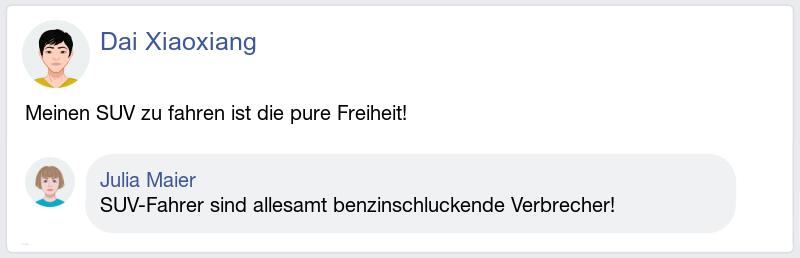 Dai Xiaoxiang
Meinen SUV zu fahren ist die pure Freiheit!
Julia Maier
SUV-Fahrer sind allesamt benzinschluckende Verbrecher!